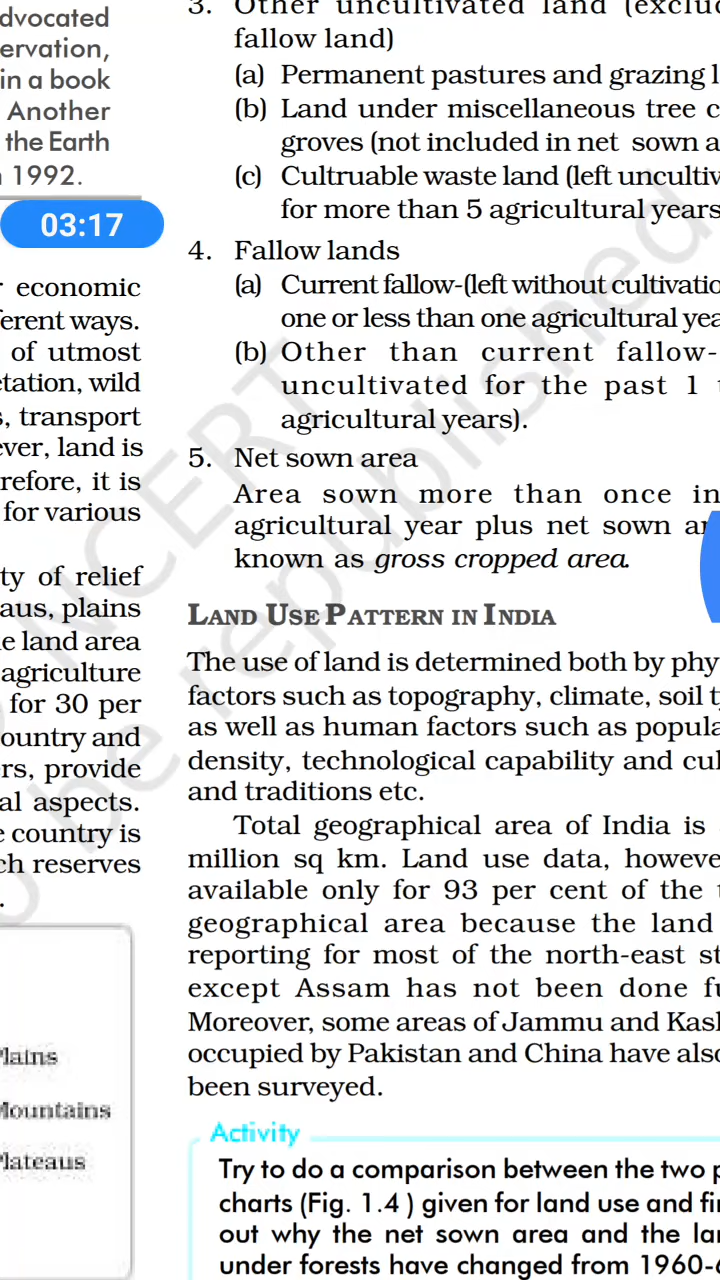 dvocated
ervation,
in a book
Another
the Earth
1992.
03:17
economic
ferent ways.
of utmost
etation, wild
s, transport
ever, land is
refore, it is
for various
ty of relief
aus, plains
e land area
agriculture
for 30 per
ountry and
ers, provide
al aspects.
e country is
ch reserves
.
Plains
Mountains
Plateaus
3. Other uncultivated land (exclud
fallow land)
(a) Permanent pastures and grazing l
(b) Land under miscellaneous tree c
groves (not included in net sown a
(c) Cultruable waste land (left uncultiv
for more than 5 agricultural years
4. Fallow lands
(a) Current fallow-(left without cultivatio
one or less than one agricultural yea
(b) Other than current fallow-
uncultivated for the past 1 t
agricultural years).
5. Net sown area
Area sown more than once in
agricultural year plus net sown ar
known as gross cropped area.
LAND USE PATTERN IN INDIA
The use of land is determined both by phy
factors such as topography, climate, soil ty
as well as human factors such as popula
density, technological capability and cul
and traditions etc.
Total geographical area of India is
million sq km. Land use data, howeve
available only for 93 per cent of the t
geographical area because the land
reporting for most of the north-east st
except Assam has not been done fu
Moreover, some areas of Jammu and Kash
occupied by Pakistan and China have also
been surveyed.
Activity
Try to do a comparison between the two p
charts (Fig. 1.4 ) given for land use and fin
out why the net sown area and the lan
under forests have changed from 1960-
NCERT
o be republished